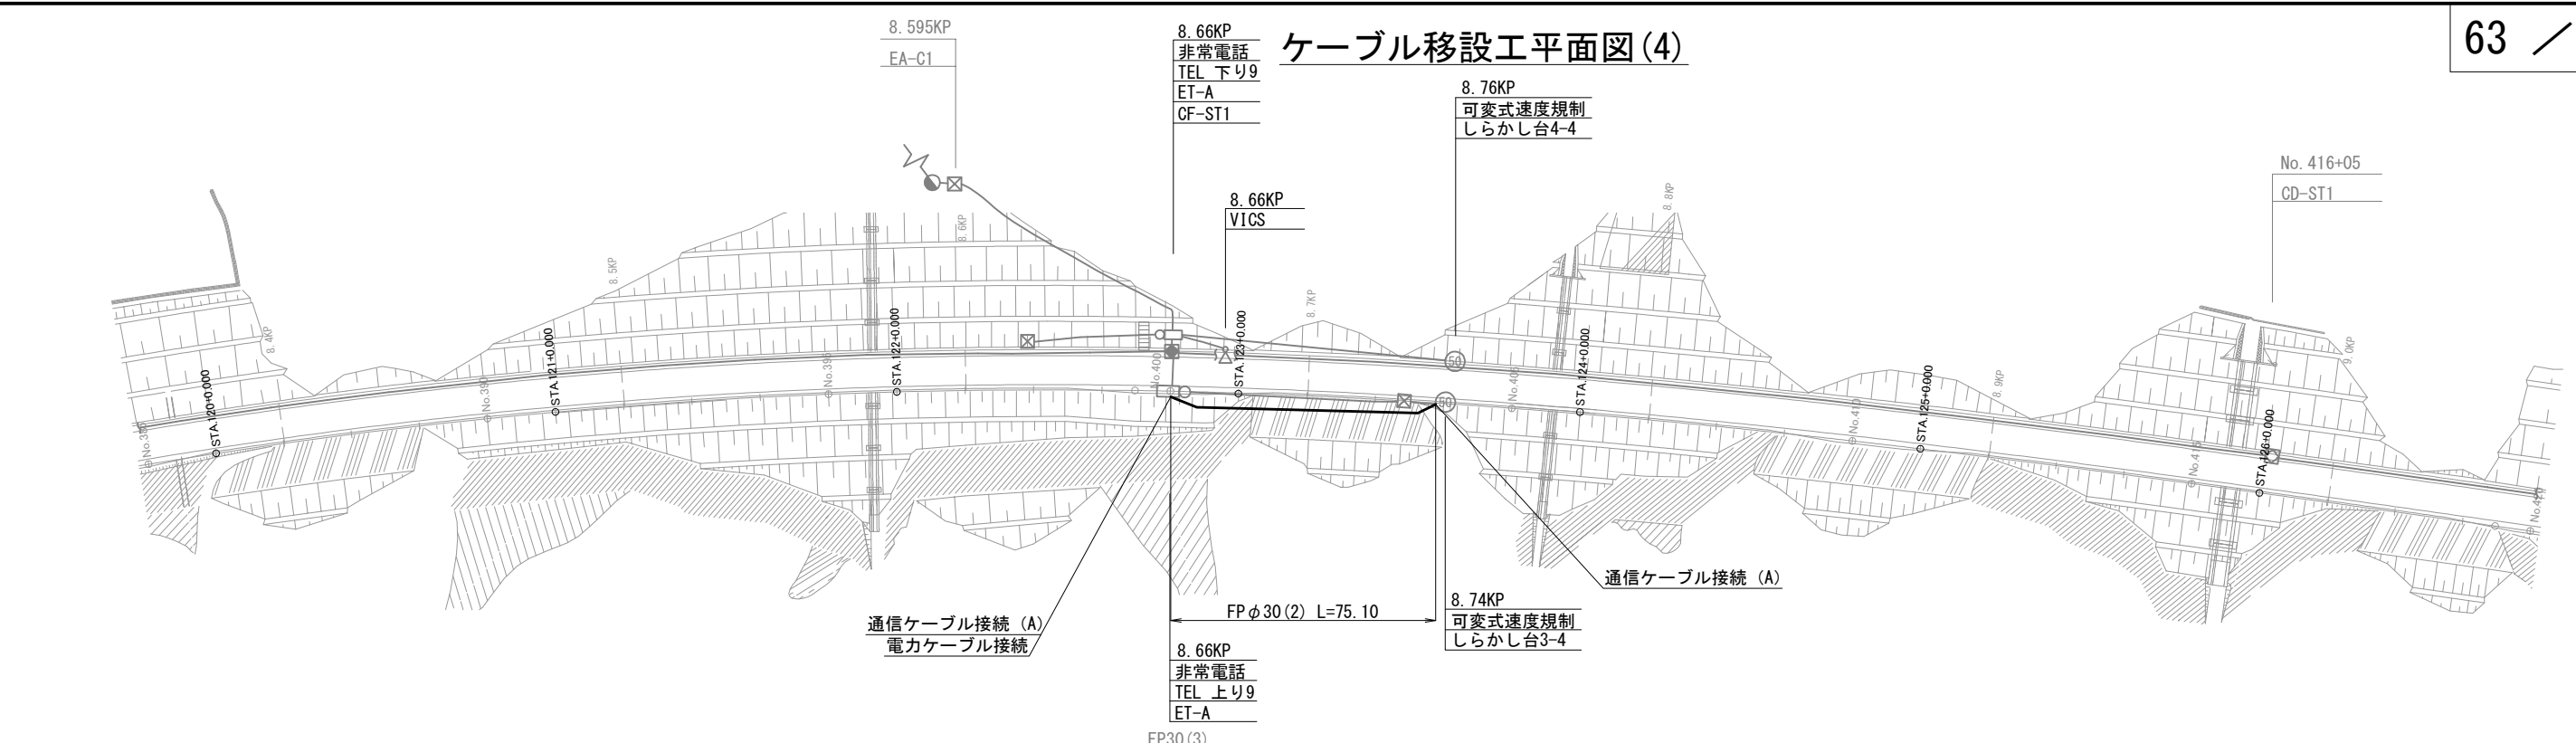 ケーブル移設工平面図(4)
63 ／
8.595KP
EA-C1
8.66KP
非常電話
TEL 下り9
ET-A
CF-ST1
8.76KP
可変式速度規制
しらかし台4-4
8.66KP
VICS
No.416+05
CD-ST1
8.4KP
8.5KP
8.6KP
8.7KP
8.8KP
8.9KP
9.0KP
STA.120+0.000
No.390
STA.121+0.000
STA.122+0.000
No.400
STA.123+0.000
50
50
STA.124+0.000
No.410
STA.125+0.000
STA.126+0.000
No.420
通信ケーブル接続 (A)
電力ケーブル接続
FPφ30(2) L=75.10
通信ケーブル接続 (A)
8.74KP
可変式速度規制
しらかし台3-4
8.66KP
非常電話
TEL 上り9
ET-A
FP30(3)